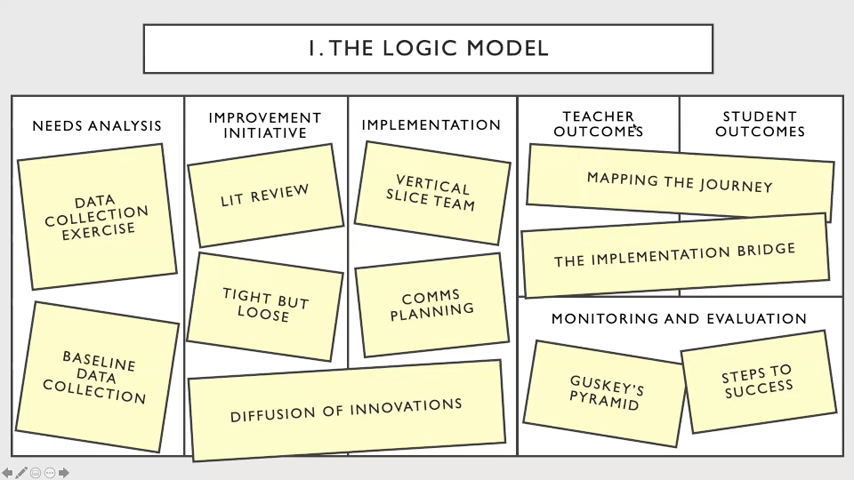 1. THE LOGIC MODEL
NEEDS ANALYSIS
DATA
COLLECTION
EXERCISE
BASELINE
DATA
COLLECTION
IMPROVEMENT
INITIATIVE
LIT REVIEW
TIGHT BUT
LOOSE
DIFFUSION OF INNOVATIONS
IMPLEMENTATION
VERTICAL
SLICE TEAM
COMMS
PLANNING
TEACHER
OUTCOMES
STUDENT
OUTCOMES
MAPPING THE JOURNEY
THE IMPLEMENTATION BRIDGE
MONITORING AND EVALUATION
GUSKEY'S
PYRAMID
STEPS TO
SUCCESS